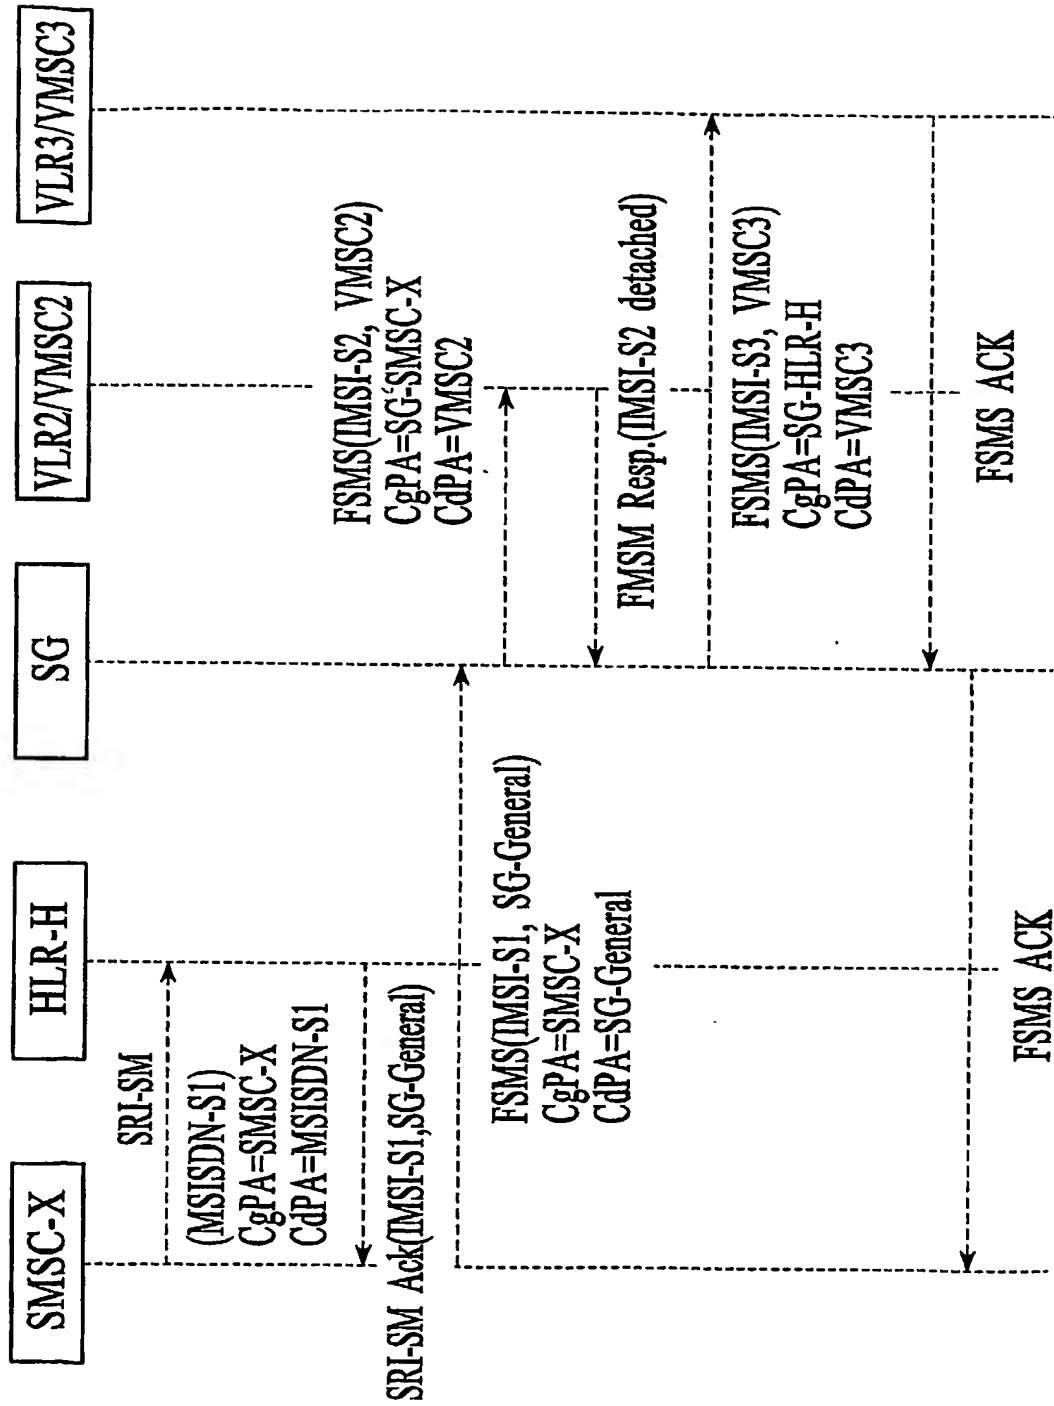 SMSC-X
HLR-H
SG
VLR2/VMSC2
VLR3/VMSC3
SRI-SM
(MSISDN-S1)
CgPA=SMSC-X
CdPA=MSISDN-S1
SRI-SM Ack(IMSI-S1,SG-General)
FSMS(IMSI-S1, SG-General)
CgPA=SMSC-X
CdPA=SG-General
FSMS(IMSI-S2, VMSC2)
CgPA=SG-SMSC-X
CdPA=VMSC2
FMSM Resp.(IMSI-S2 detached)
FSMS(IMSI-S3, VMSC3)
CgPA=SG-HLR-H
CdPA=VMSC3
FSMS ACK
FSMS ACK